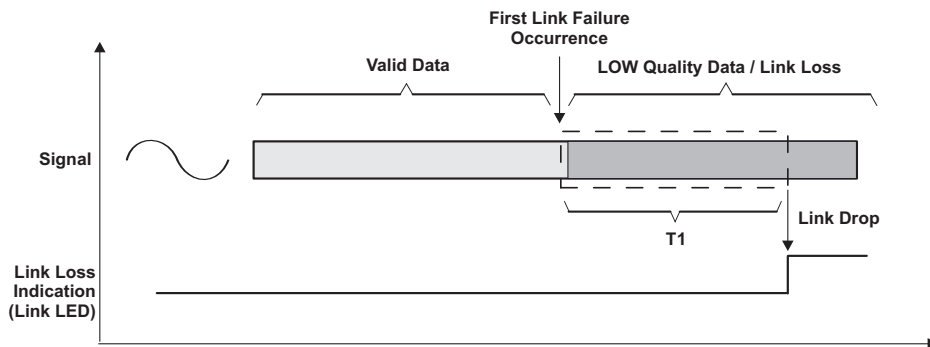 First Link Failure
Occurrence
Valid Data
LOW Quality Data / Link Loss
Signal
T1
Link Drop
Link Loss
Indication
(Link LED)